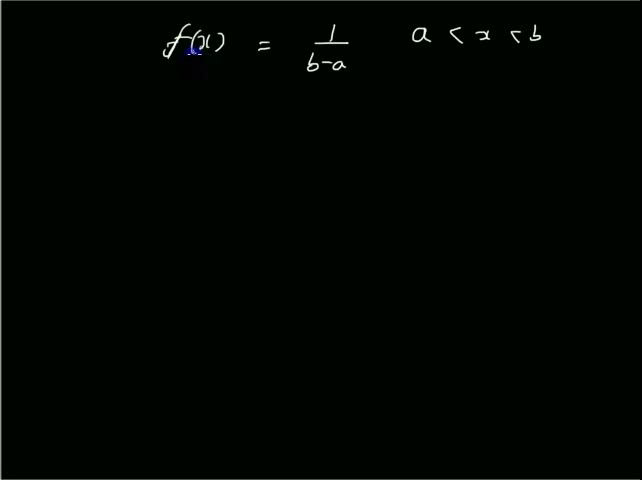 f(x) = 1/(b-a) a < x < b